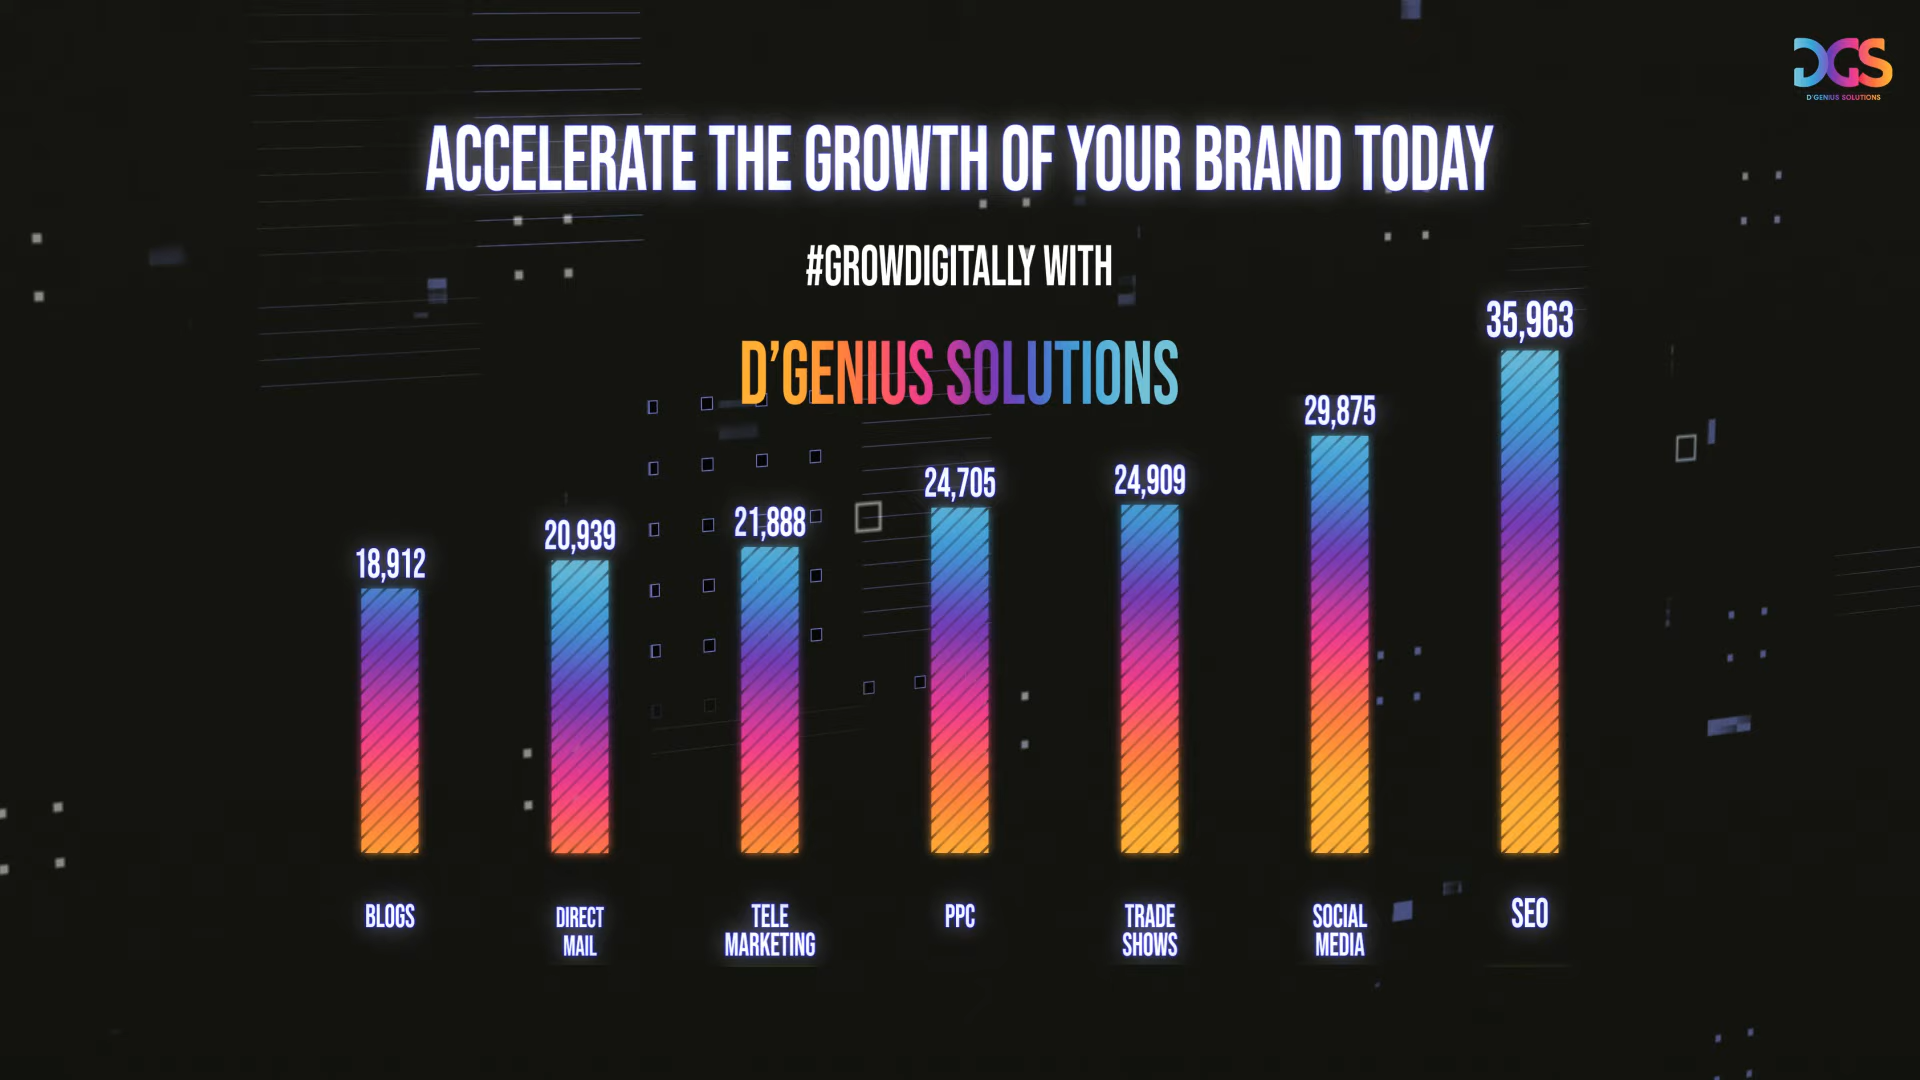 DGS
D'GENIUS SOLUTIONS
ACCELERATE THE GROWTH OF YOUR BRAND TODAY
#GROWDIGITALLY WITH
D'GENIUS SOLUTIONS
18,912
20,939
21,888
24,705
24,909
29,875
35,963
BLOGS
DIRECT
MAIL
TELE
MARKETING
PPC
TRADE
SHOWS
SOCIAL
MEDIA
SEO